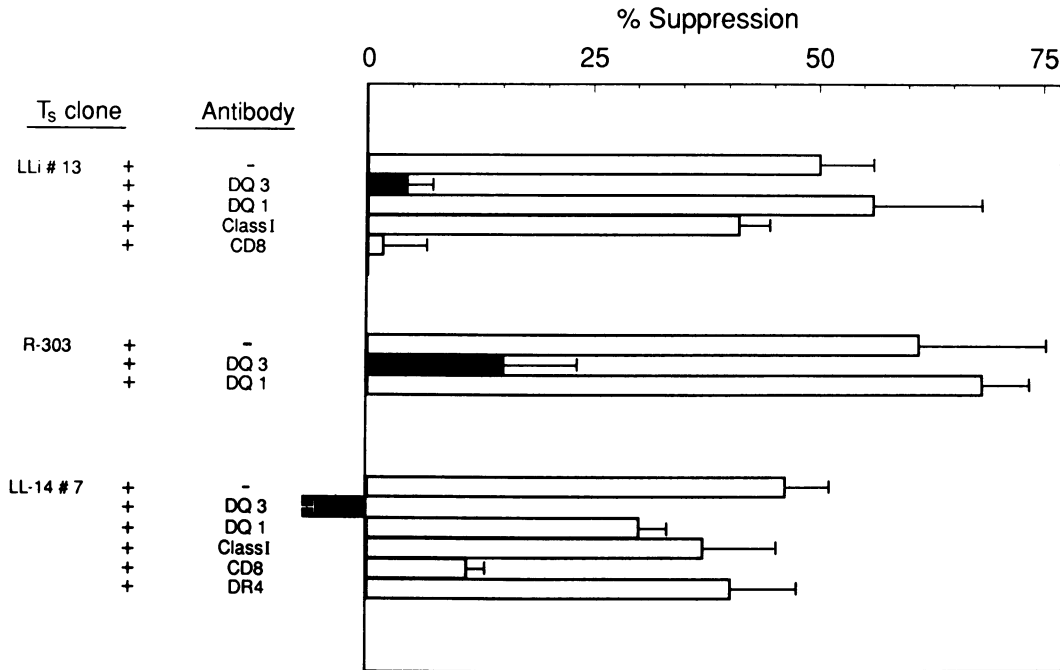 % Suppression
0 25 50 75
Ts clone Antibody
LLi # 13 + -
+ DQ 3
+ DQ 1
+ Class I
+ CD8
R-303 + -
+ DQ 3
+ DQ 1
LL-14 # 7 + -
+ DQ 3
+ DQ 1
+ Class I
+ CD8
+ DR4